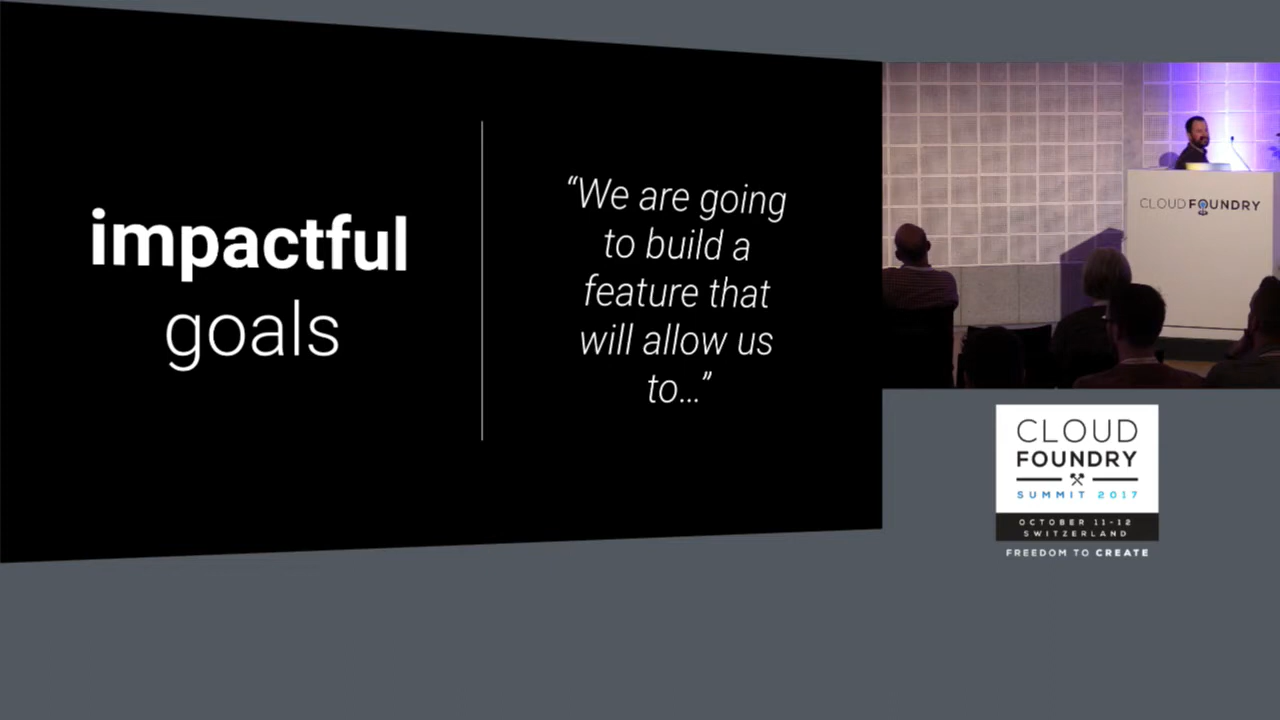 impactful
goals
“We are going
to build a
feature that
will allow us
to...”
CLOUD FOUNDRY
CLOUD
FOUNDRY
SUMMIT 2017
OCTOBER 11-12
SWITZERLAND
FREEDOM TO CREATE